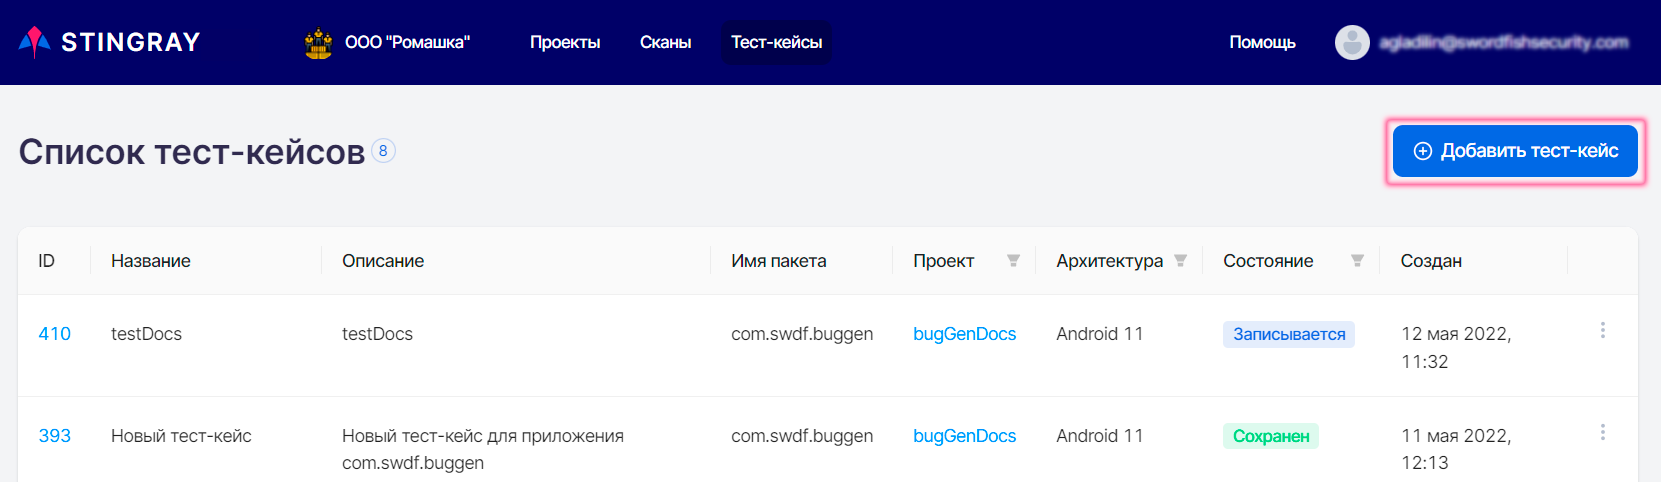 STINGRAY ООО "Ромашка" Проекты Сканы Тест-кейсы Помощь agladilin@swordfishsecurity.com
Список тест-кейсов 8 Добавить тест-кейс
ID Название Описание Имя пакета Проект Архитектура Состояние Создан
410 testDocs testDocs com.swdf.buggen bugGenDocs Android 11 Записывается 12 мая 2022,
11:32
393 Новый тест-кейс Новый тест-кейс для приложения com.swdf.buggen bugGenDocs Android 11 Сохранен 11 мая 2022,
com.swdf.buggen 12:13